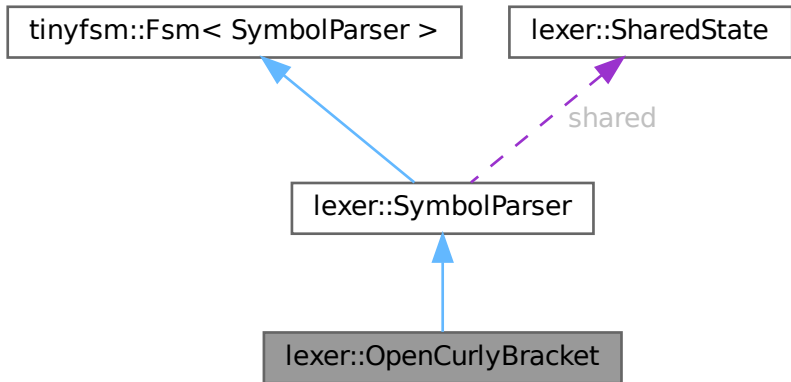 tinyfsm::Fsm< SymbolParser >
lexer::SharedState
shared
lexer::SymbolParser
lexer::OpenCurlyBracket